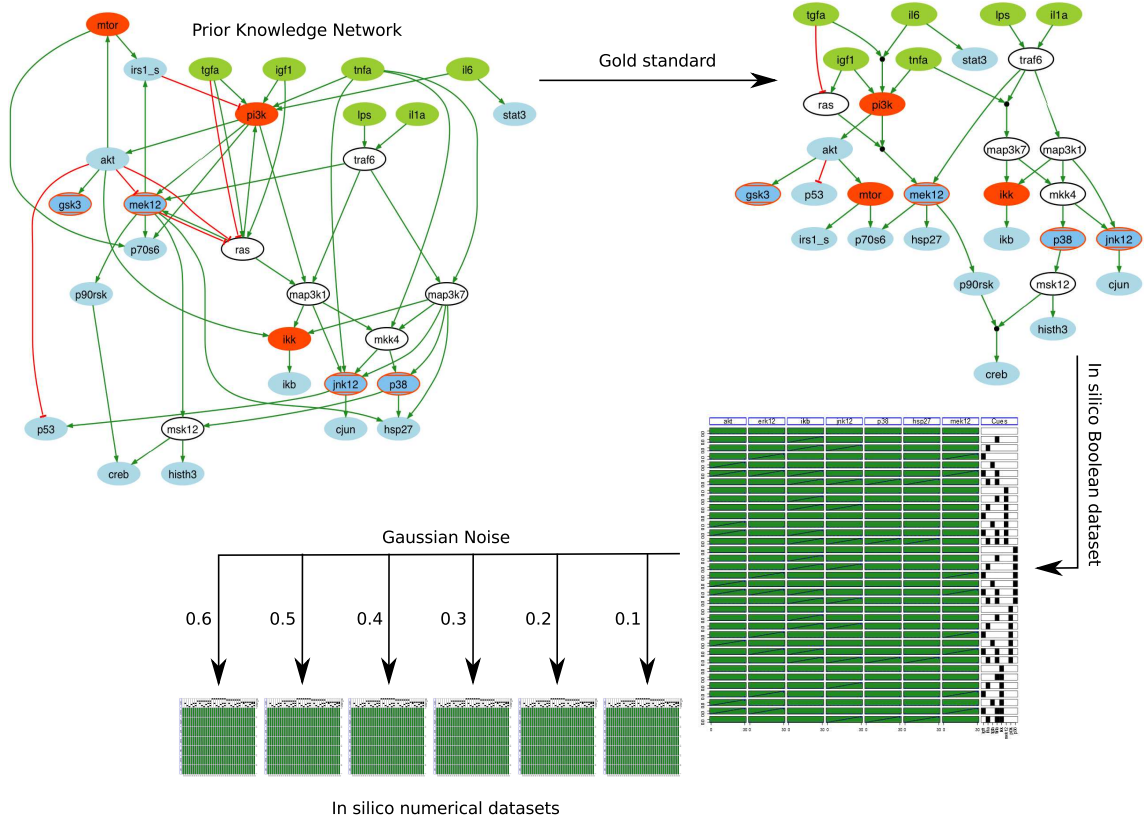 Prior Knowledge Network
mtor
irs1_s
tgfa
igf1
tnfa
il6
pi3k
stat3
lps
il1a
traf6
akt
gsk3
mek12
p70s6
ras
p90rsk
map3k1
map3k7
ikk
mkk4
ikb
jnk12
p38
p53
msk12
cjun
hsp27
creb
histh3
Gold standard
tgfa
il6
lps
il1a
igf1
tnfa
stat3
traf6
ras
pi3k
akt
map3k7
map3k1
gsk3
p53
mtor
mek12
ikk
mkk4
irs1_s
p70s6
hsp27
ikb
p38
jnk12
p90rsk
msk12
cjun
histh3
creb
In silico Boolean dataset
akt erk12 ikb jnk12 p38 hsp27 mek12 Cues
Gaussian Noise
0.6 0.5 0.4 0.3 0.2 0.1
In silico numerical datasets